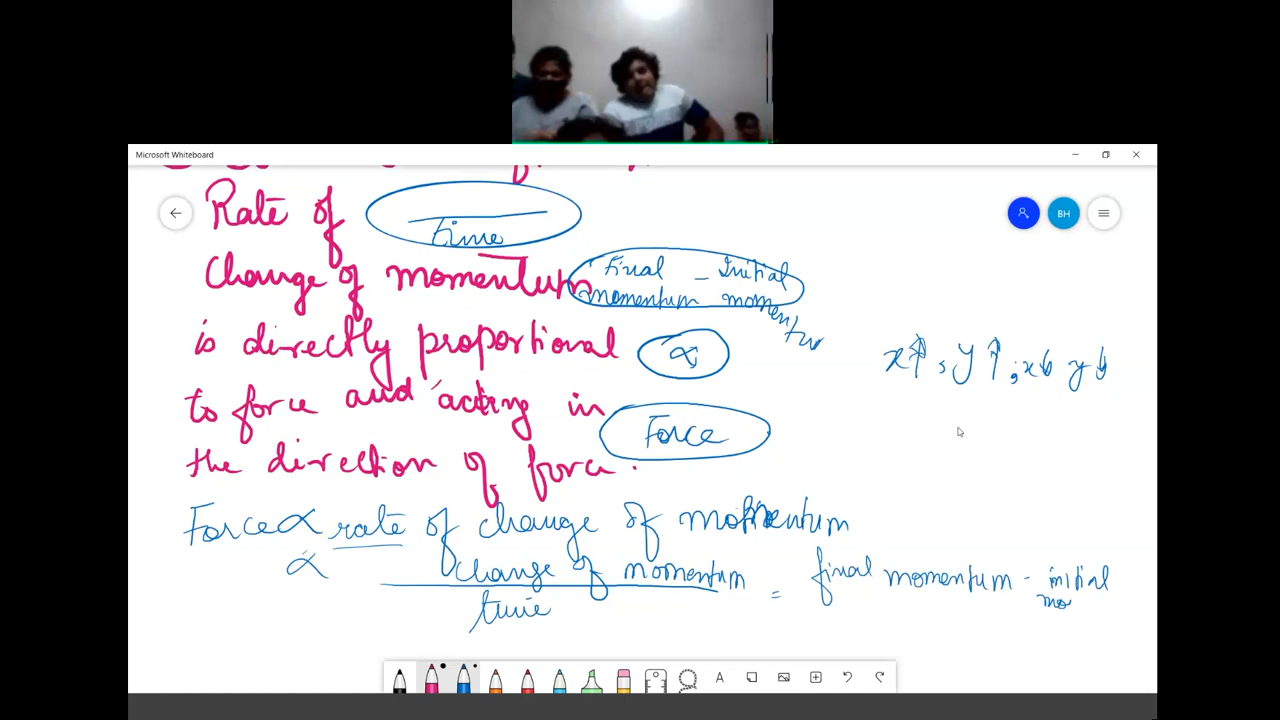 Microsoft Whiteboard
Rate of
Time
BH
Change of momentum
Final - Initial
momentum momentum
is directly proportional
∝
x↑, y↑; x↓ y↓
to force and acting in
Force
the direction of force.
Force ∝ rate of change of momentum
∝ change of momentum
time
= final momentum - initial
mo
A